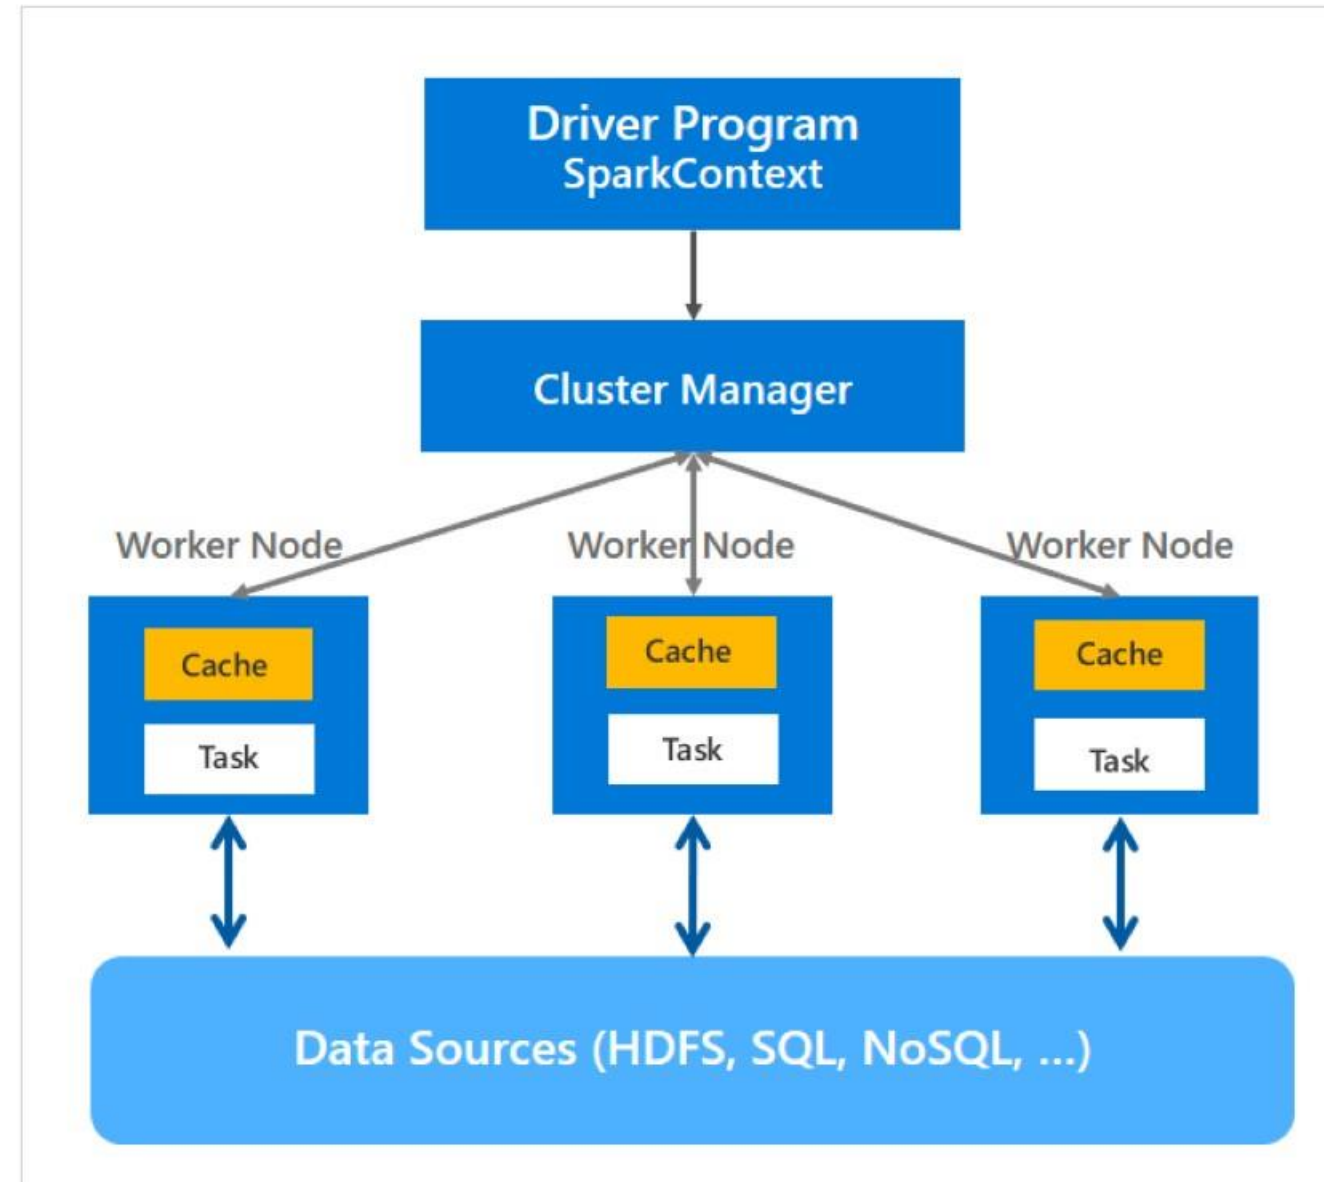 Driver Program
SparkContext
Cluster Manager
Worker Node
Worker Node
Worker Node
Cache
Cache
Cache
Task
Task
Task
Data Sources (HDFS, SQL, NoSQL, ...)